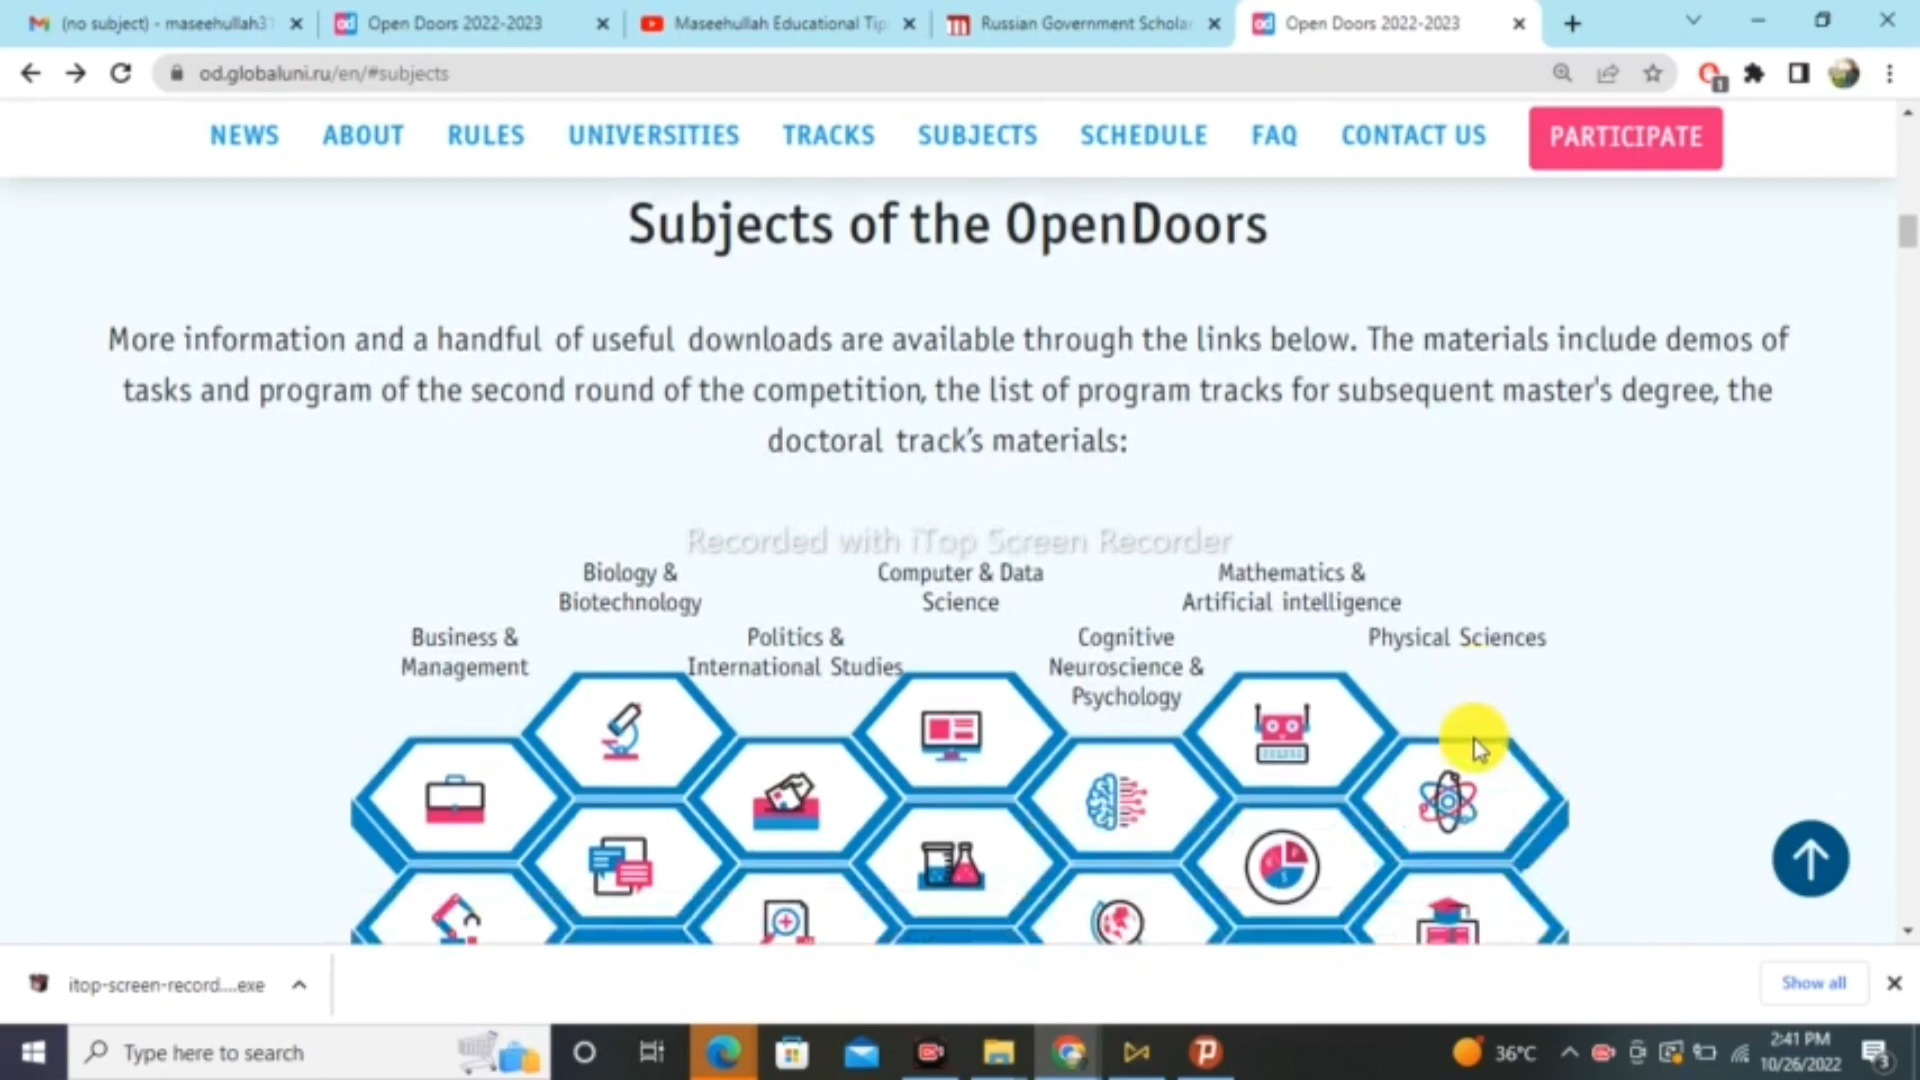 (no subject) - maseehullah31
Open Doors 2022-2023
Maseehullah Educational Tip
Russian Government Schola
Open Doors 2022-2023
od.globaluni.ru/en/#subjects
1
NEWS ABOUT RULES UNIVERSITIES TRACKS SUBJECTS SCHEDULE FAQ CONTACT US PARTICIPATE
Subjects of the OpenDoors
More information and a handful of useful downloads are available through the links below. The materials include demos of
tasks and program of the second round of the competition, the list of program tracks for subsequent master's degree, the
doctoral track's materials:
Recorded with iTop Screen Recorder
Biology &
Biotechnology
Computer & Data
Science
Mathematics &
Artificial intelligence
Business &
Management
Politics &
International Studies
Cognitive
Neuroscience &
Psychology
Physical Sciences
itop-screen-record....exe
Show all
Type here to search
36°C
2:41 PM
10/26/2022
3